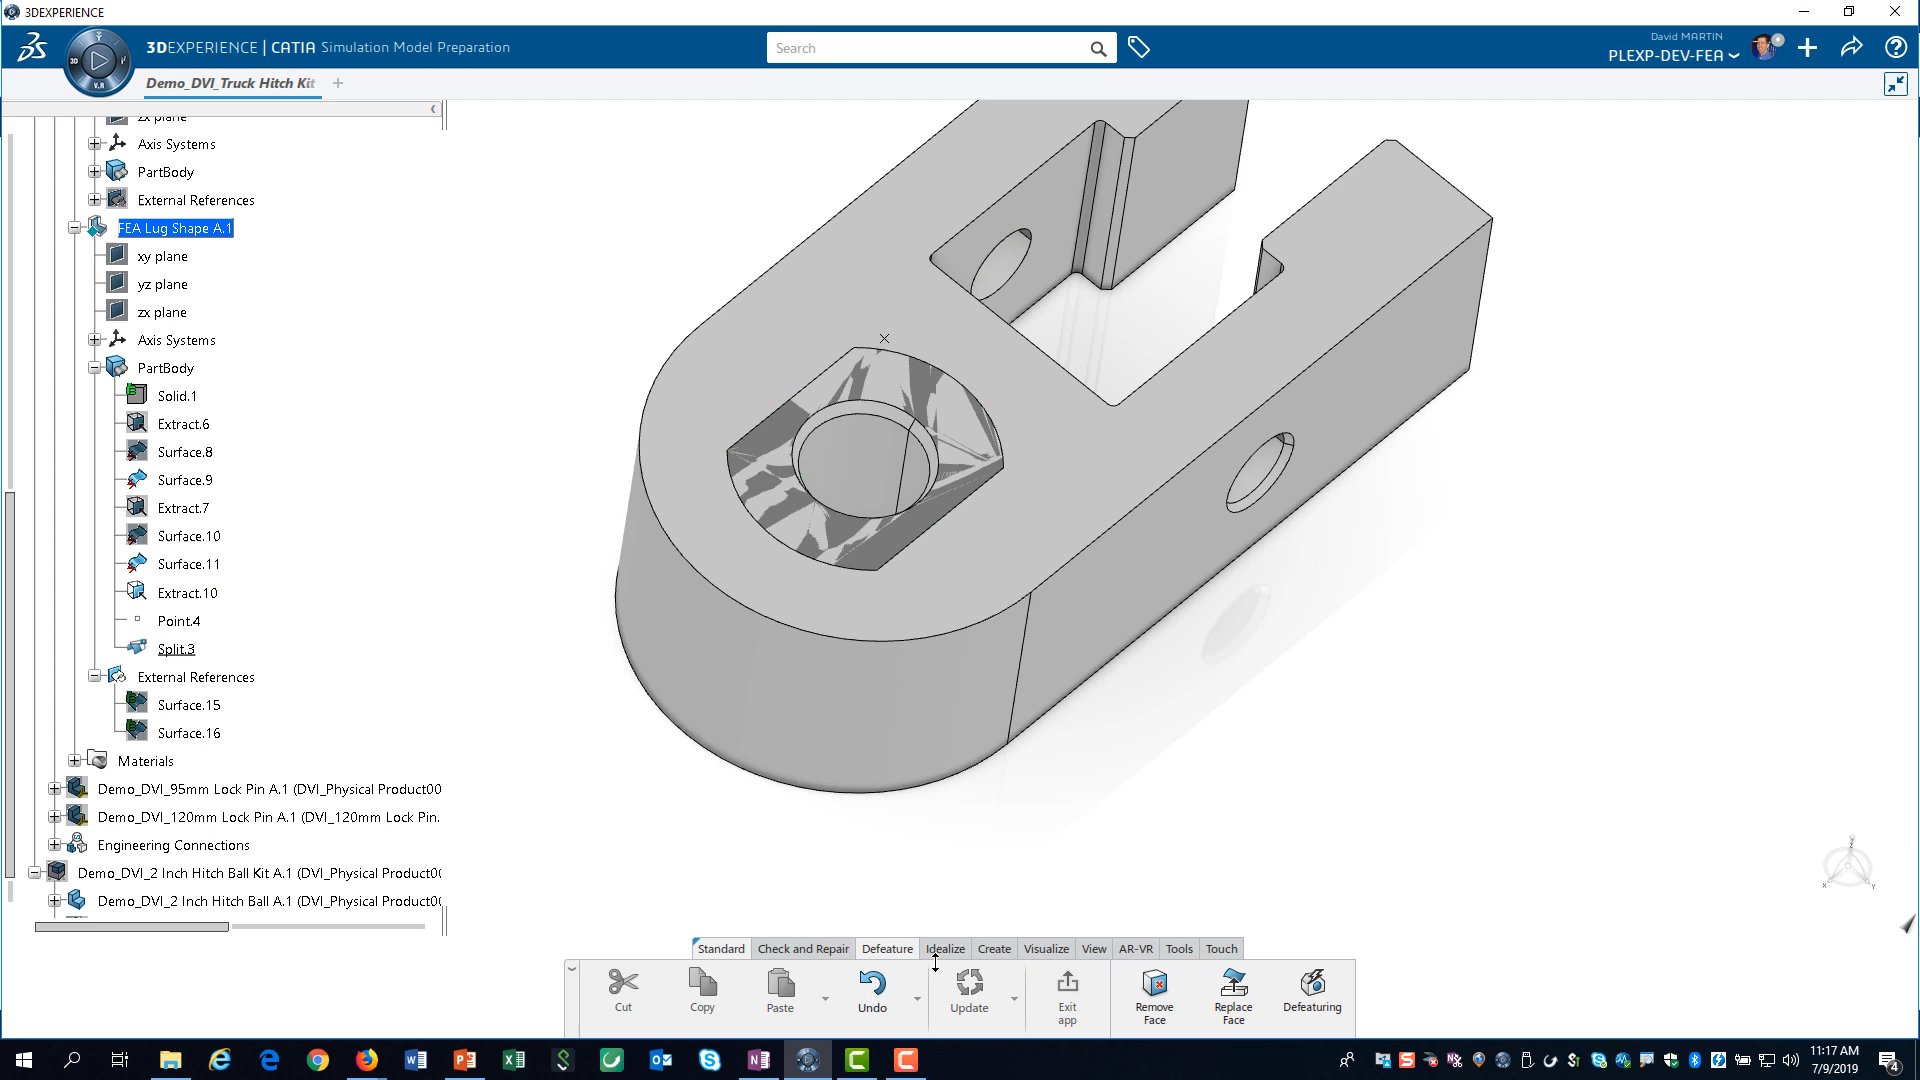 3DEXPERIENCE
3DEXPERIENCE | CATIA Simulation Model Preparation
Search
David MARTIN
PLEXP-DEV-FEA
3D
V.R
Demo_DVI_Truck Hitch Kit
zx plane
Axis Systems
PartBody
External References
FEA Lug Shape A.1
xy plane
yz plane
zx plane
Axis Systems
PartBody
Solid.1
Extract.6
Surface.8
Surface.9
Extract.7
Surface.10
Surface.11
Extract.10
Point.4
Split.3
External References
Surface.15
Surface.16
Materials
Demo_DVI_95mm Lock Pin A.1 (DVI_Physical Product00
Demo_DVI_120mm Lock Pin A.1 (DVI_120mm Lock Pin.
Engineering Connections
Demo_DVI_2 Inch Hitch Ball Kit A.1 (DVI_Physical Product0(
Demo_DVI_2 Inch Hitch Ball A.1 (DVI_Physical Product0(
z
x y
Standard Check and Repair Defeature Idealize Create Visualize View AR-VR Tools Touch
Cut Copy Paste Undo Update Exit app Remove Face Replace Face Defeaturing
11:17 AM
7/9/2019
4